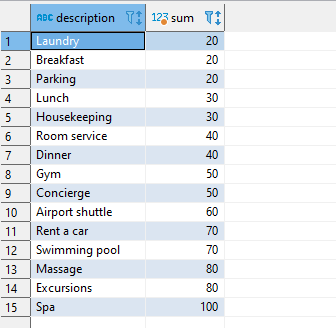 ABC description 123 sum
1 Laundry 20
2 Breakfast 20
3 Parking 20
4 Lunch 30
5 Housekeeping 30
6 Room service 40
7 Dinner 40
8 Gym 50
9 Concierge 50
10 Airport shuttle 60
11 Rent a car 70
12 Swimming pool 70
13 Massage 80
14 Excursions 80
15 Spa 100